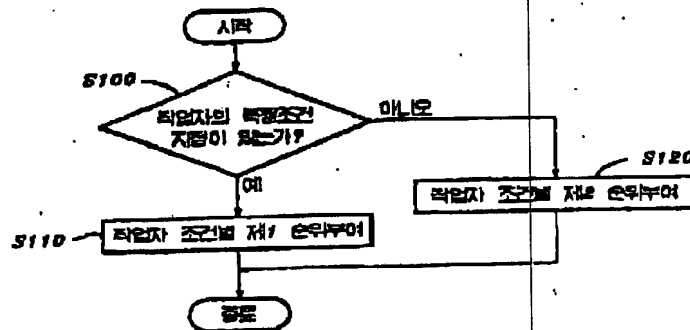 시작
S100
작업자의 특정조건
지정이 있는가?
아니오
예
S120
작업자 조건별 제2 순위부여
S110
작업자 조건별 제1 순위부여
종료